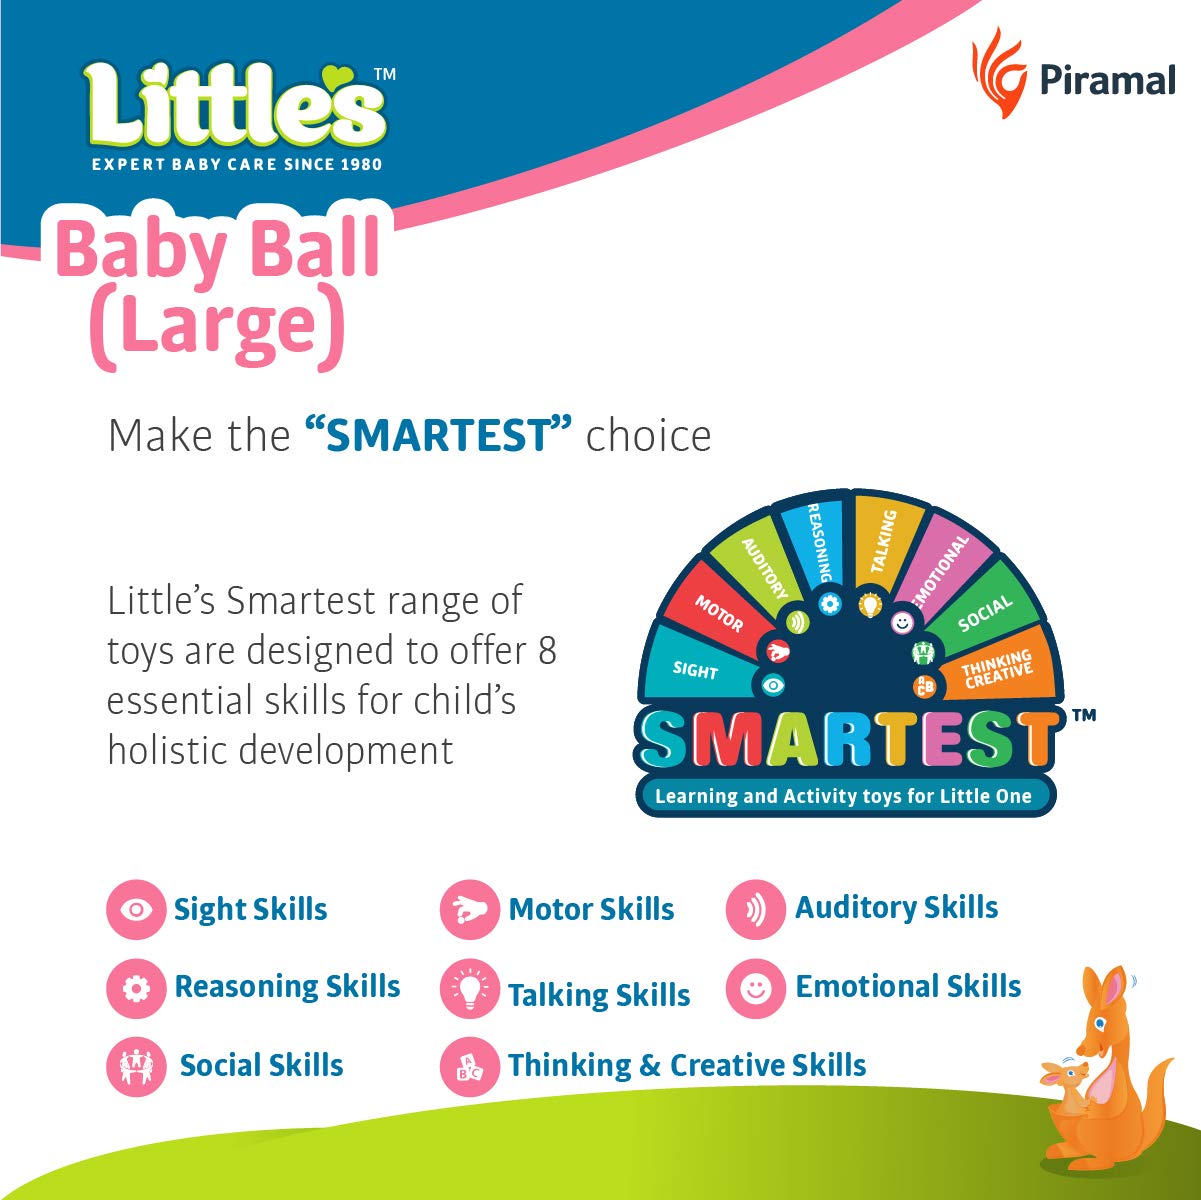 Little's™
EXPERT BABY CARE SINCE 1980
Piramal
Baby Ball
(Large)
Make the “SMARTEST” choice
Little’s Smartest range of
toys are designed to offer 8
essential skills for child’s
holistic development
SIGHT
MOTOR
AUDITORY
REASONING
TALKING
EMOTIONAL
SOCIAL
THINKING
CREATIVE
A
CB
SMARTEST™
Learning and Activity toys for Little One
Sight Skills
Motor Skills
Auditory Skills
Reasoning Skills
Talking Skills
Emotional Skills
Social Skills
A
BC
Thinking & Creative Skills